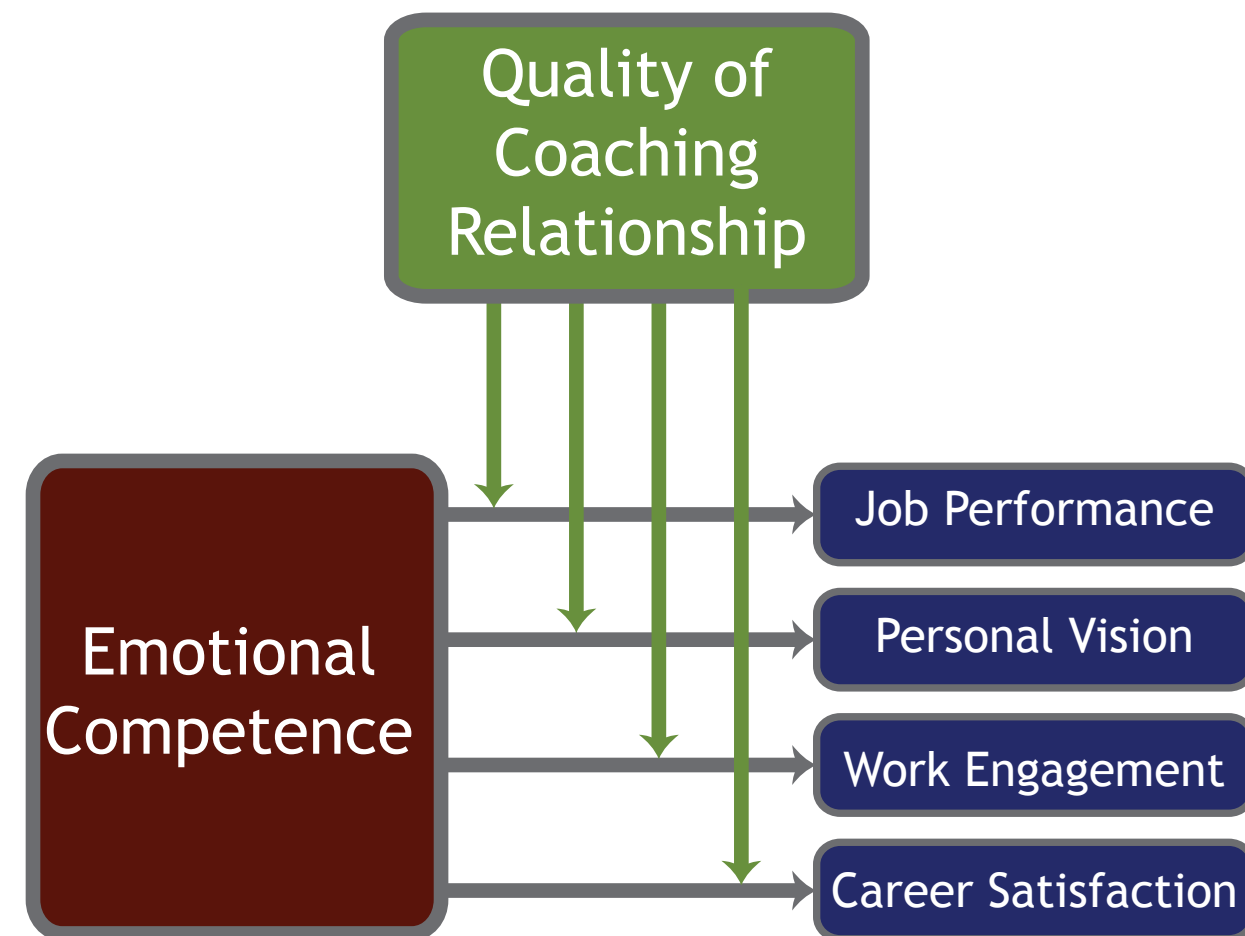 Quality of
Coaching
Relationship
Emotional
Competence
Job Performance
Personal Vision
Work Engagement
Career Satisfaction